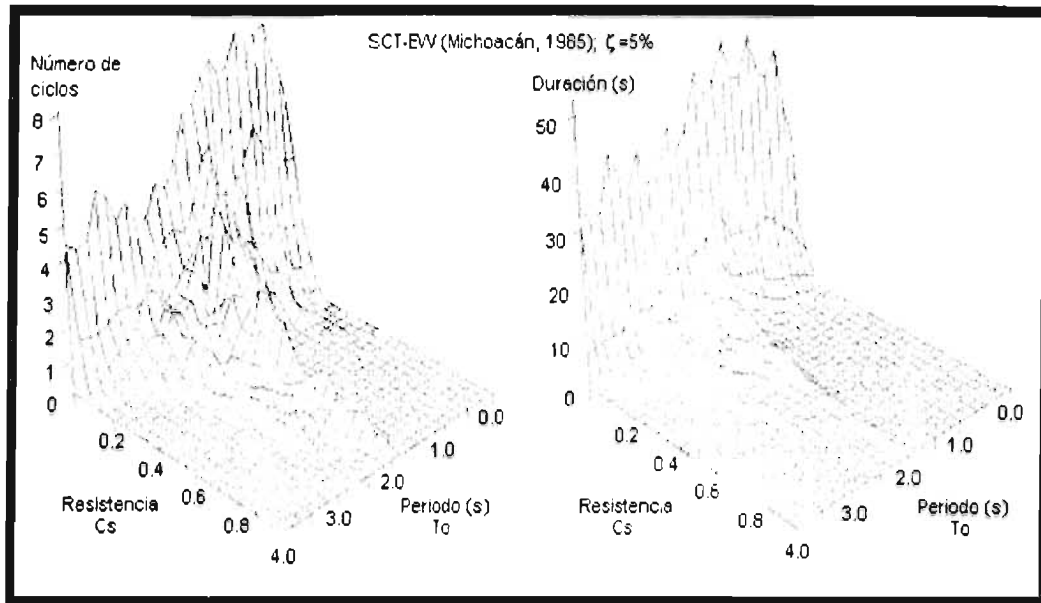 SCT-EW (Michoacán, 1985); ζ=5%
Número de
ciclos
8
7
6
5
4
3
2
1
0
0.2
0.4
0.6
0.8
Resistencia
Cs
0.0
1.0
2.0
3.0
4.0
Periodo (s)
To
Duración (s)
50
40
30
20
10
0
0.2
0.4
0.6
0.8
Resistencia
Cs
0.0
1.0
2.0
3.0
4.0
Periodo (s)
To